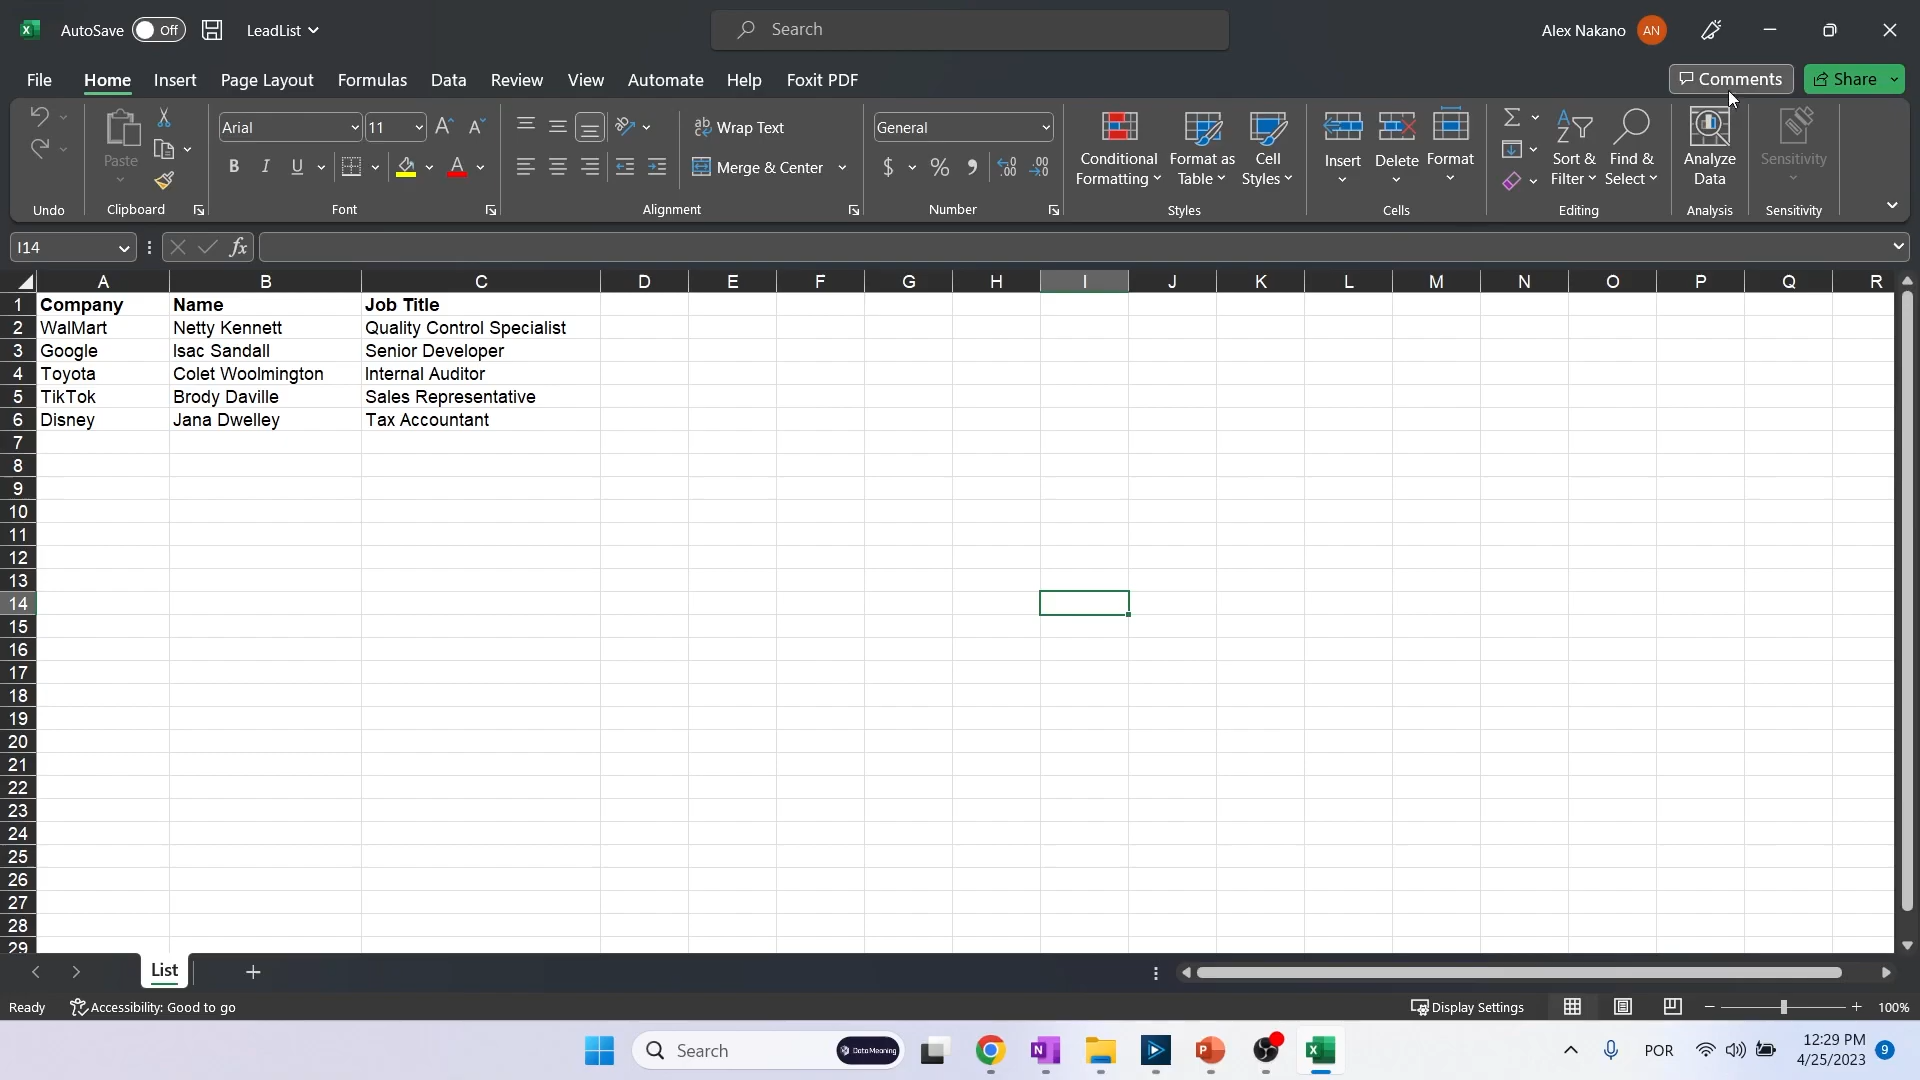 AutoSave Off LeadList Search Alex Nakano AN
File Home Insert Page Layout Formulas Data Review View Automate Help Foxit PDF Comments Share
Paste Arial 11 Wrap Text General
B I U A Merge & Center $ %
Conditional Formatting Format as Table Cell Styles Insert Delete Format Sort & Filter Find & Select Analyze Data Sensitivity
Undo Clipboard Font Alignment Number Styles Cells Editing Analysis Sensitivity
I14 fx
A B C D E F G H I J K L M N O P Q R
1 Company Name Job Title
2 WalMart Netty Kennett Quality Control Specialist
3 Google Isac Sandall Senior Developer
4 Toyota Colet Woolmington Internal Auditor
5 TikTok Brody Daville Sales Representative
6 Disney Jana Dwelley Tax Accountant
7
8
9
10
11
12
13
14
15
16
17
18
19
20
21
22
23
24
25
26
27
28
29
List
Ready Accessibility: Good to go Display Settings 100%
Search Data Meaning POR 12:29 PM
4/25/2023 9